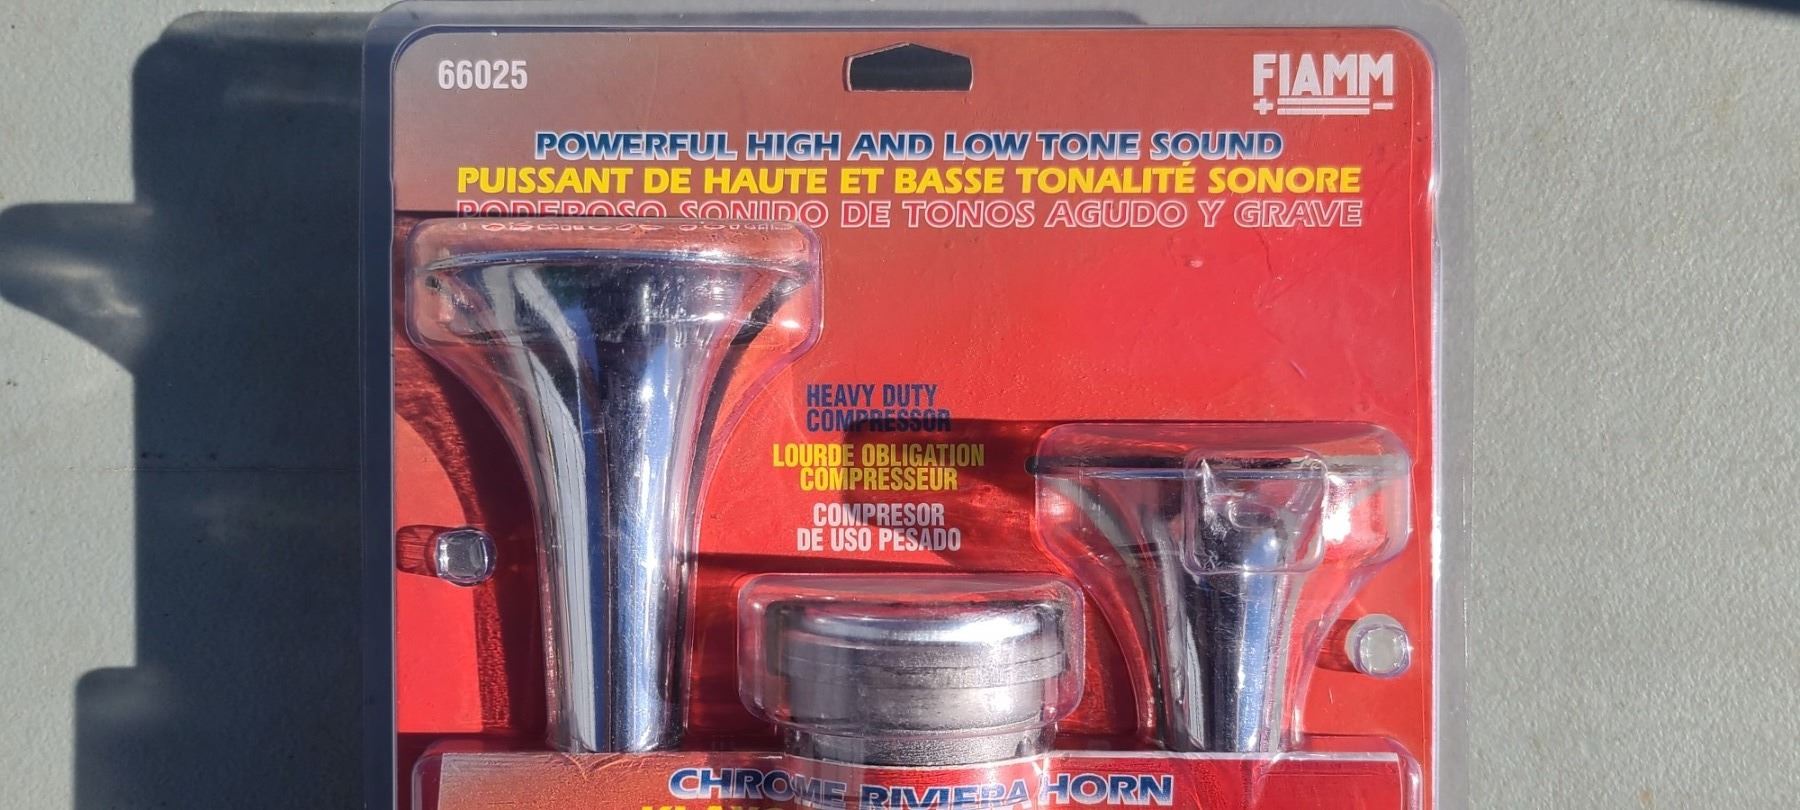 66025
FIAMM
+ -
POWERFUL HIGH AND LOW TONE SOUND
PUISSANT DE HAUTE ET BASSE TONALITÉ SONORE
PODEROSO SONIDO DE TONOS AGUDO Y GRAVE
HEAVY DUTY
COMPRESSOR
LOURDE OBLIGATION
COMPRESSEUR
COMPRESOR
DE USO PESADO
CHROME RIVIERA HORN